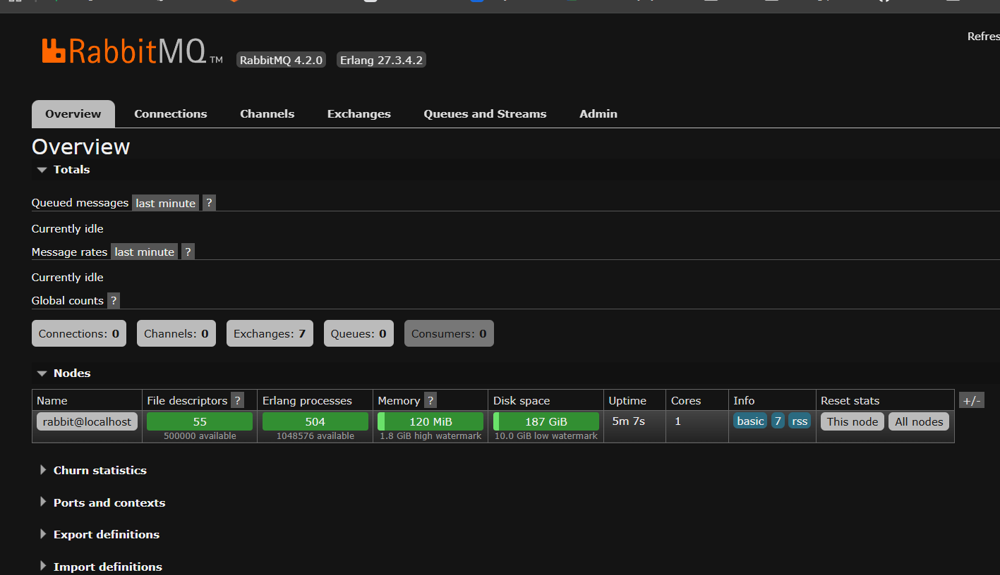 Refres
RabbitMQ TM RabbitMQ 4.2.0 Erlang 27.3.4.2
Overview Connections Channels Exchanges Queues and Streams Admin
Overview
Totals
Queued messages last minute ?
Currently idle
Message rates last minute ?
Currently idle
Global counts ?
Connections: 0 Channels: 0 Exchanges: 7 Queues: 0 Consumers: 0
Nodes
Name File descriptors ? Erlang processes Memory ? Disk space Uptime Cores Info Reset stats +/-
rabbit@localhost 55 504 120 MiB 187 GiB 5m 7s 1 basic 7 rss This node All nodes
500000 available 1048576 available 1.8 GiB high watermark 10.0 GiB low watermark
Churn statistics
Ports and contexts
Export definitions
Import definitions